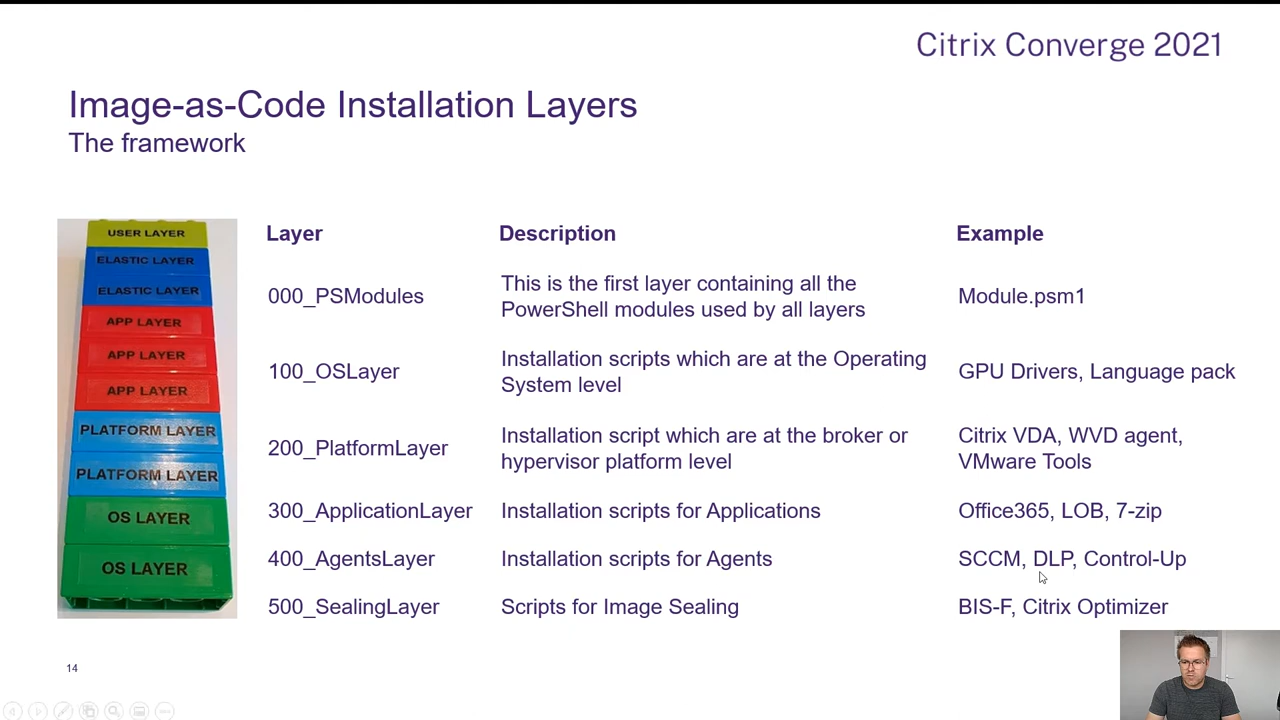 Citrix Converge 2021
Image-as-Code Installation Layers
The framework
USER LAYER
ELASTIC LAYER
ELASTIC LAYER
APP LAYER
APP LAYER
APP LAYER
PLATFORM LAYER
PLATFORM LAYER
OS LAYER
OS LAYER
Layer Description Example
000_PSModules This is the first layer containing all the PowerShell modules used by all layers Module.psm1
100_OSLayer Installation scripts which are at the Operating System level GPU Drivers, Language pack
200_PlatformLayer Installation script which are at the broker or hypervisor platform level Citrix VDA, WVD agent, VMware Tools
300_ApplicationLayer Installation scripts for Applications Office365, LOB, 7-zip
400_AgentsLayer Installation scripts for Agents SCCM, DLP, Control-Up
500_SealingLayer Scripts for Image Sealing BIS-F, Citrix Optimizer
14